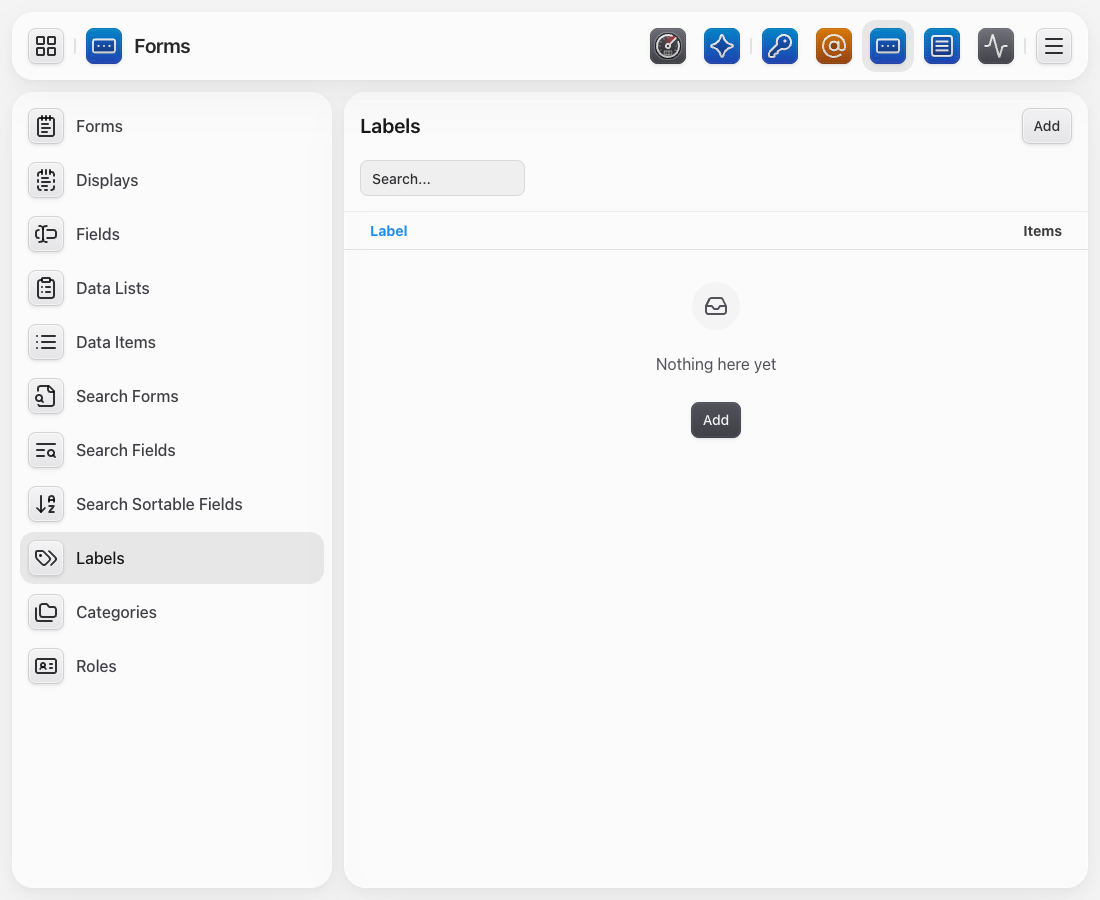 Forms
Forms
Displays
Fields
Data Lists
Data Items
Search Forms
Search Fields
Search Sortable Fields
Labels
Categories
Roles
Labels
Add
Search...
Label
Items
Nothing here yet
Add